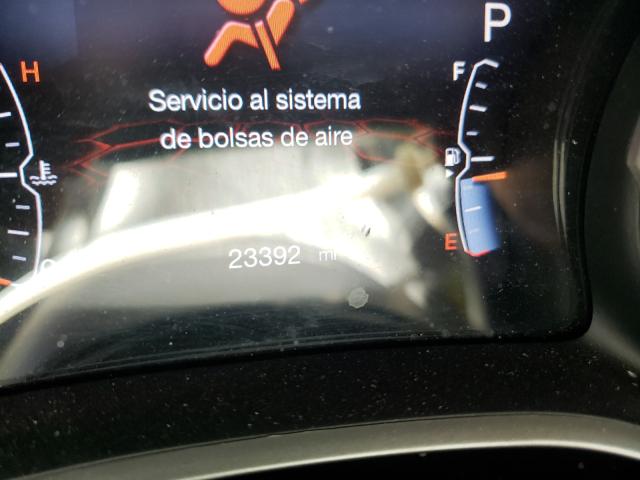 P
H
F
Servicio al sistema
de bolsas de aire
E
23392 mi